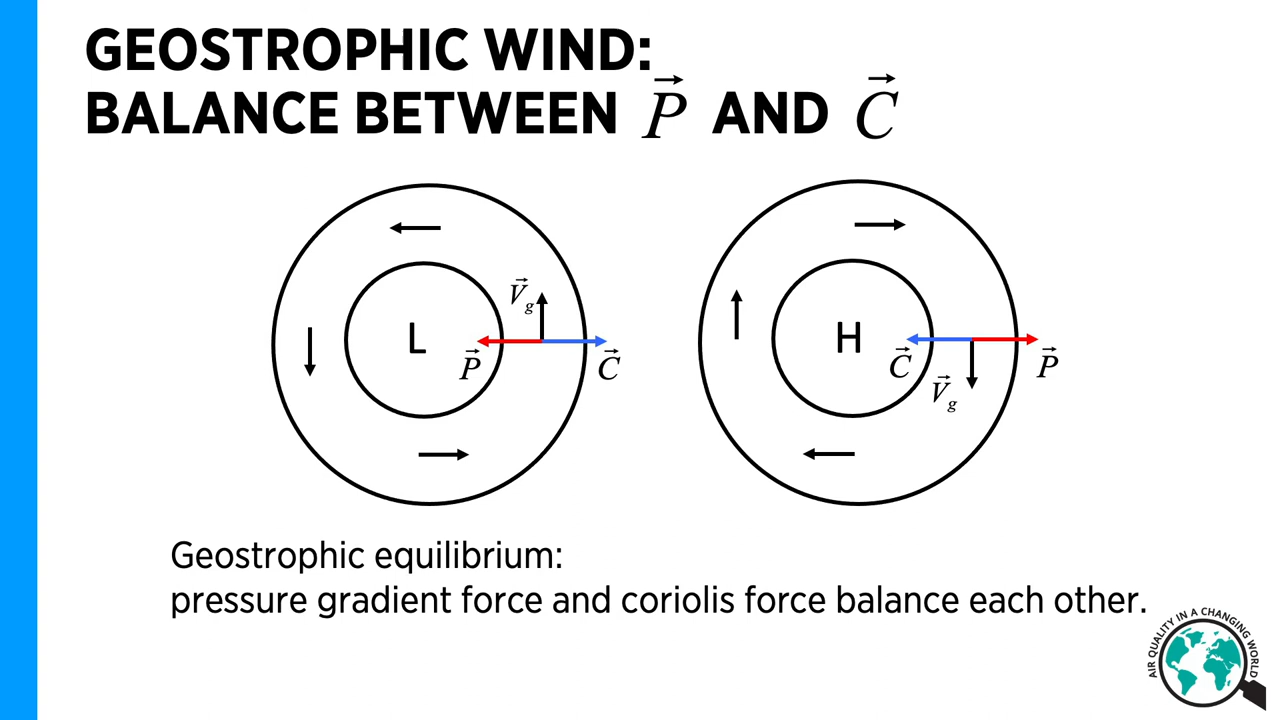 GEOSTROPHIC WIND:
BALANCE BETWEEN P⃗ AND C⃗
L
V⃗g
P⃗
C⃗
H
C⃗
V⃗g
P⃗
Geostrophic equilibrium:
pressure gradient force and coriolis force balance each other.
AIR QUALITY IN A CHANGING WORLD